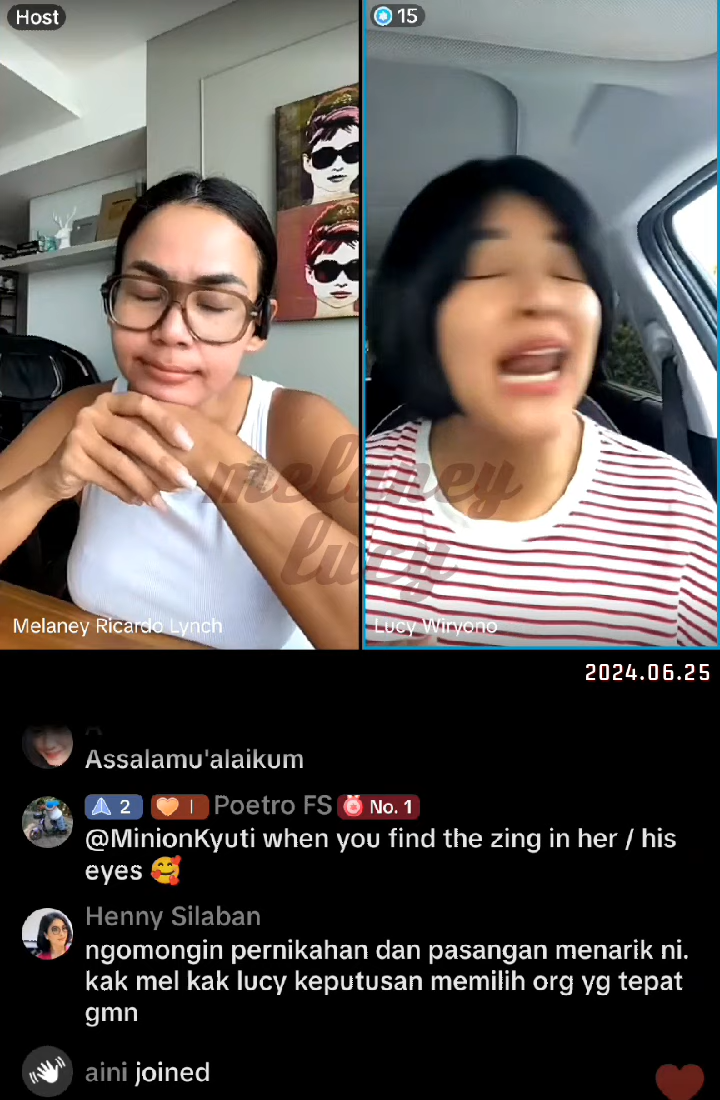 Host
15
melaney
lucy
Melaney Ricardo Lynch
Lucy Wiryono
2024.06.25
Assalamu'alaikum
2 I Poetro FS No. 1
@MinionKyuti when you find the zing in her / his
eyes 🥰
Henny Silaban
ngomongin pernikahan dan pasangan menarik ni.
kak mel kak lucy keputusan memilih org yg tepat
gmn
aini joined